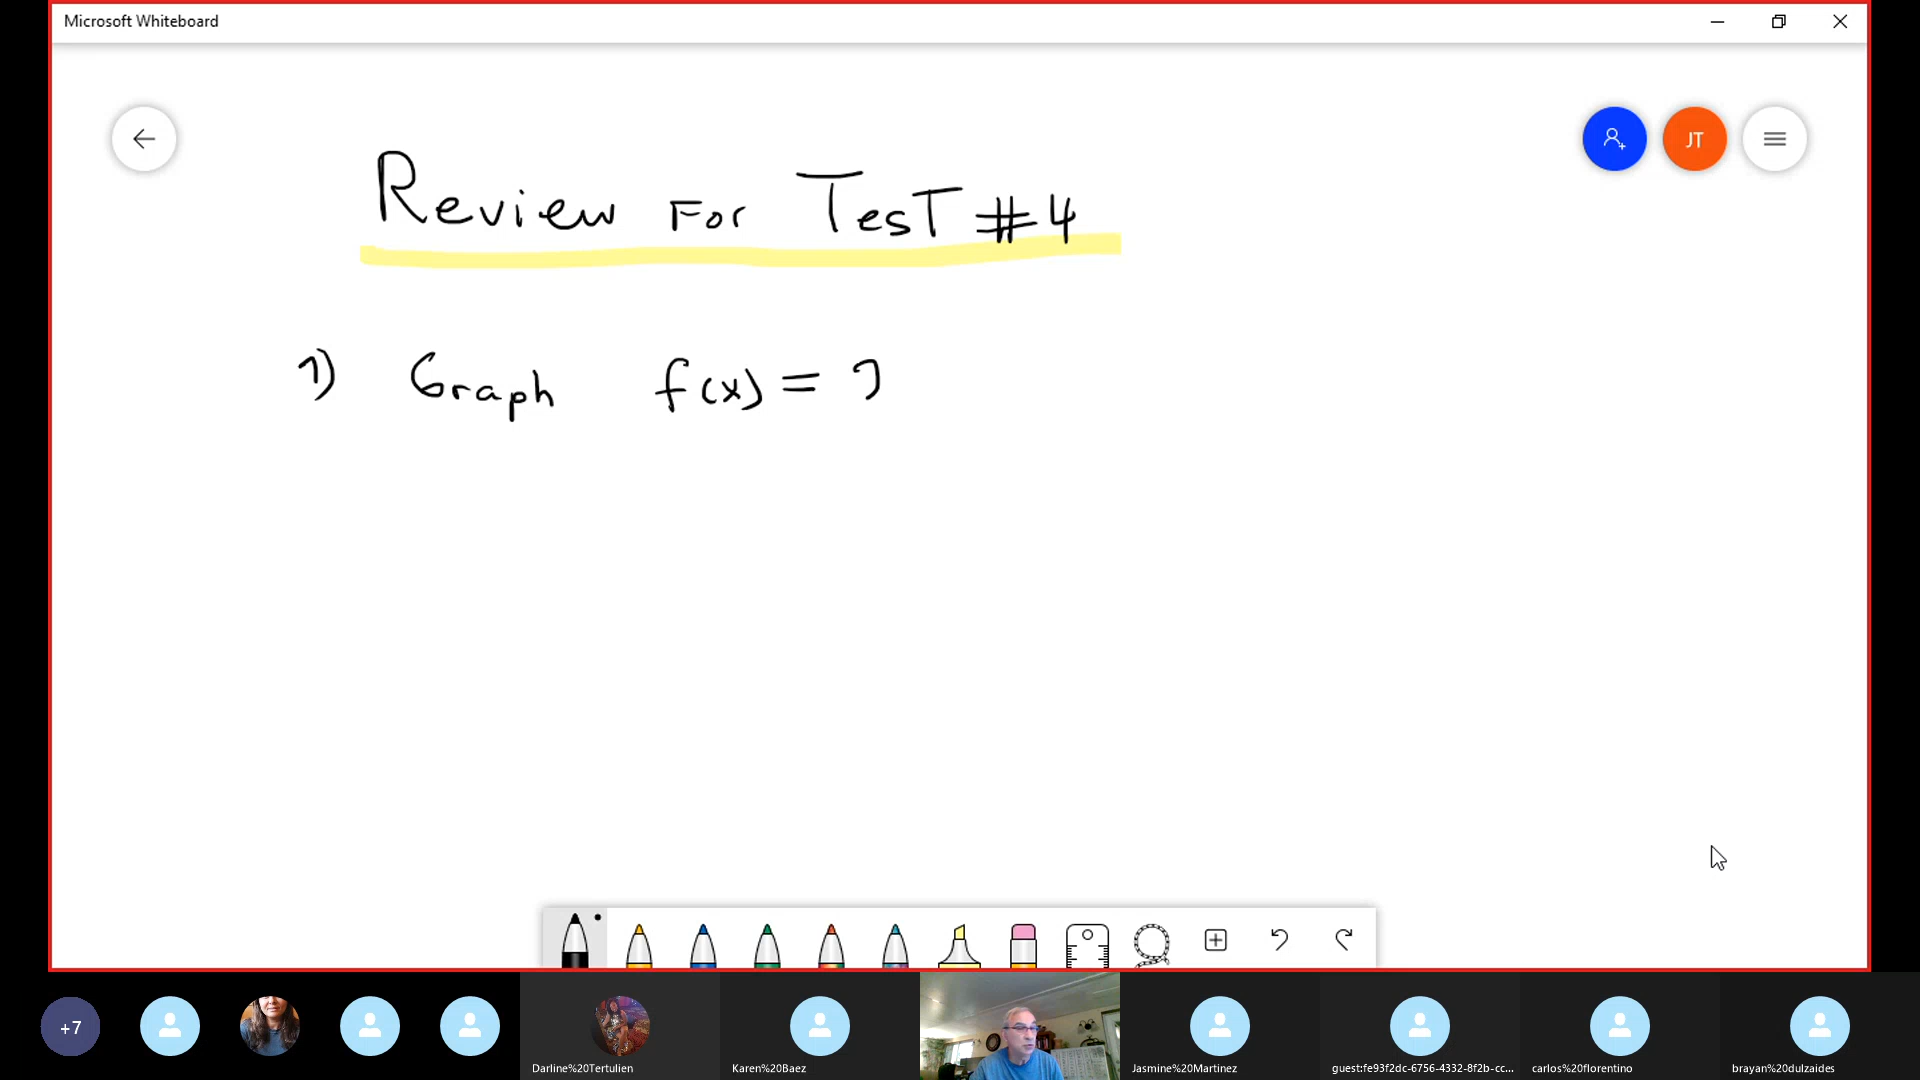 Microsoft Whiteboard
JT
Review For Test #4
1) Graph f(x) =
+7
Darline%20Tertulien
Karen%20Baez
Jasmine%20Martinez
guest:fe93f2dc-6756-4332-8f2b-cc...
carlos%20florentino
brayan%20dulzaides